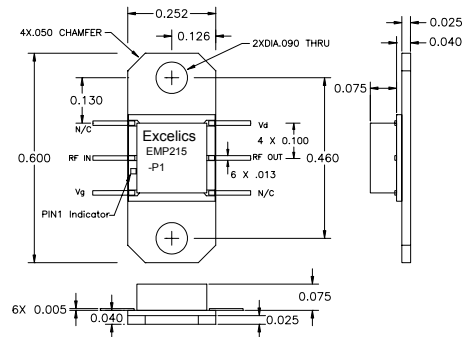 0.252
0.126
0.025
0.040
4X.050 CHAMFER
2XDIA.090 THRU
0.075
0.130
N/C
Vd
4 X 0.100
Excelics
EMP215
-P1
RF IN
RF OUT
0.600
0.460
6 X .013
Vg
N/C
PIN1 Indicator
0.075
6X 0.005
0.040
0.025